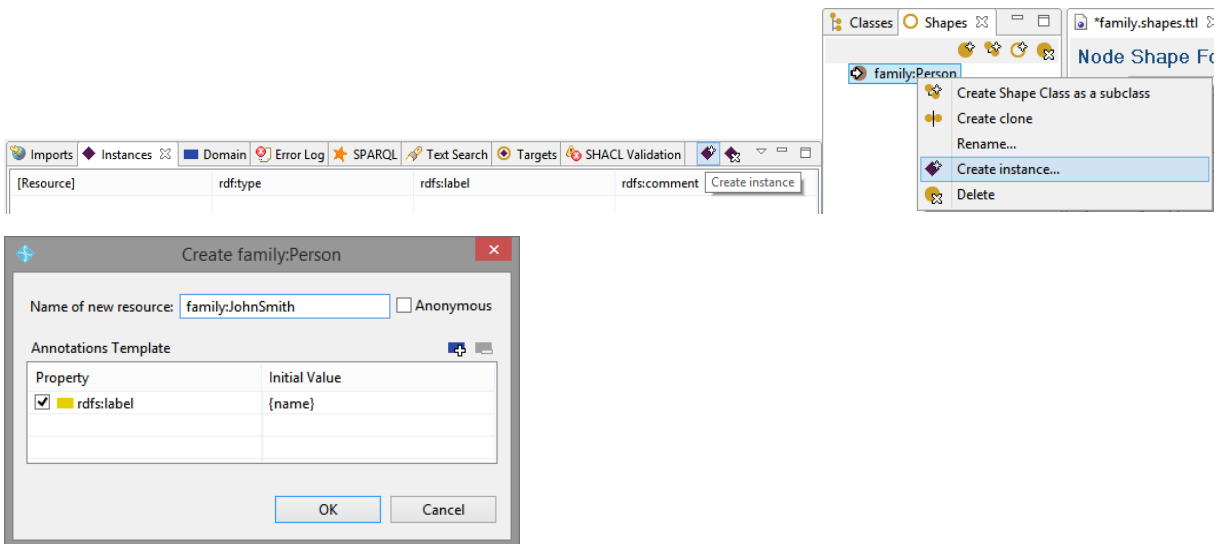 Classes Shapes *family.shapes.ttl
Node Shape Fo
family:Person
Create Shape Class as a subclass
Create clone
Rename...
Create instance...
Delete
Imports Instances Domain Error Log SPARQL Text Search Targets SHACL Validation
[Resource] rdf:type rdfs:label rdfs:comment Create instance
Create family:Person
Name of new resource: family:JohnSmith Anonymous
Annotations Template
Property Initial Value
rdfs:label {name}
OK Cancel